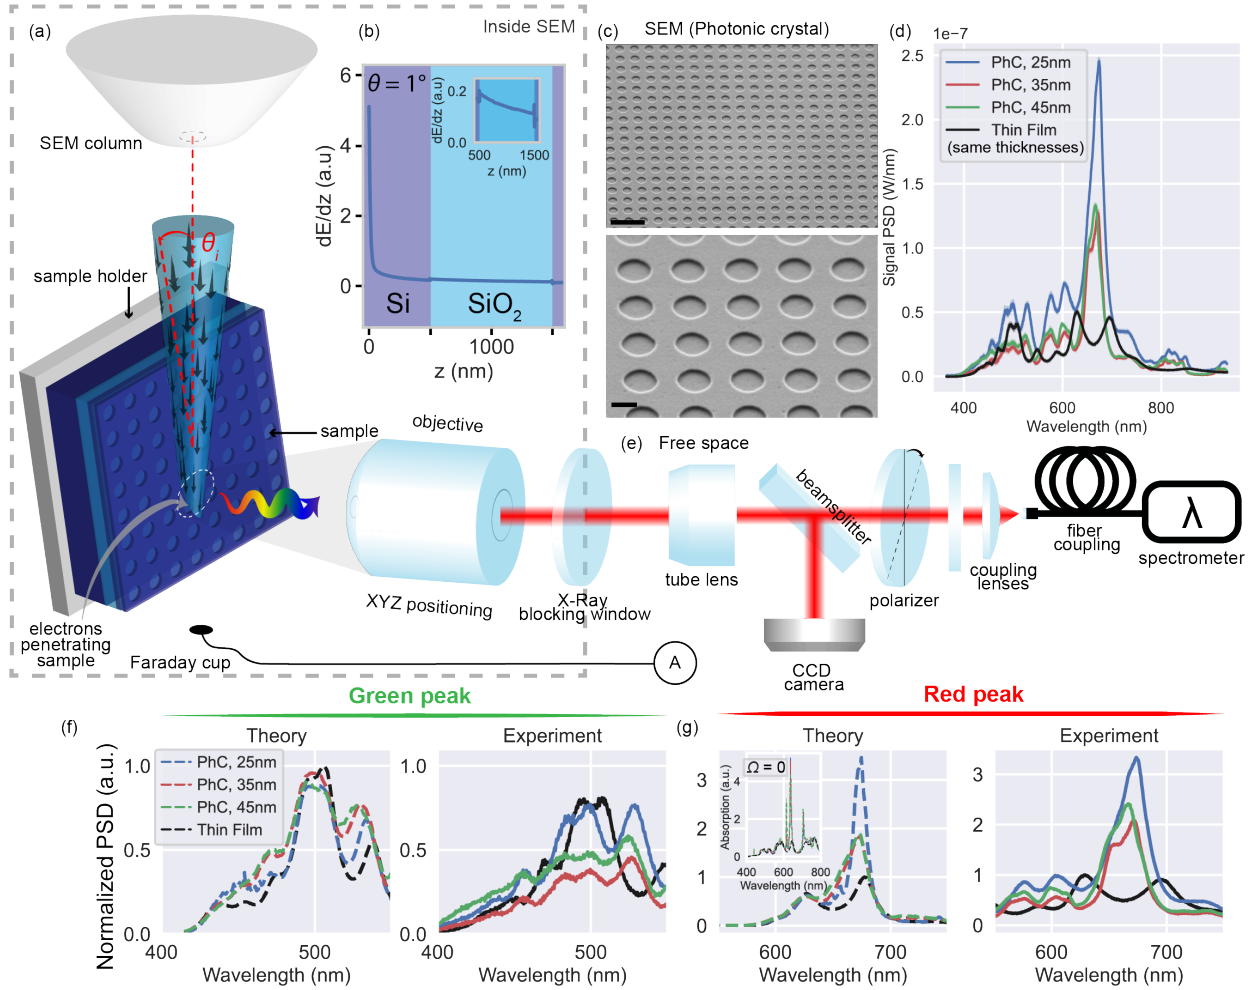 (a)
Inside SEM
SEM column
sample holder
θi
sample
objective
XYZ positioning
X-Ray
blocking window
electrons
penetrating
sample
Faraday cup
A
(b)
θ = 1°
dE/dz (a.u)
6
4
2
0
Si
SiO2
0
1000
z (nm)
dE/dz (a.u)
0.2
0.0
500
1500
z (nm)
(c)
SEM (Photonic crystal)
(d)
1e−7
PhC, 25nm
PhC, 35nm
PhC, 45nm
Thin Film
(same thicknesses)
Signal PSD (W/nm)
2.5
2.0
1.5
1.0
0.5
0.0
400
600
800
Wavelength (nm)
(e)
Free space
tube lens
beamsplitter
CCD
camera
polarizer
coupling
lenses
fiber
coupling
λ
spectrometer
Green peak
(f)
Theory
Normalized PSD (a.u.)
PhC, 25nm
PhC, 35nm
PhC, 45nm
Thin Film
1.0
0.5
0.0
500
Wavelength (nm)
Experiment
1.0
0.5
0.0
400
500
Wavelength (nm)
Red peak
(g)
Theory
3
2
1
0
600
700
Wavelength (nm)
Ω = 0
Absorption (a.u.)
4
2
0
400
600
800
Wavelength (nm)
Experiment
3
2
1
0
600
700
Wavelength (nm)